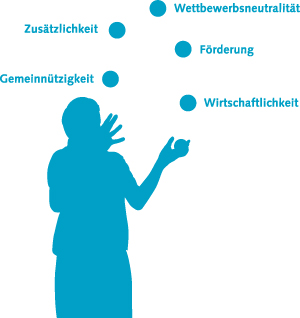 Wettbewerbsneutralität
Zusätzlichkeit
Förderung
Gemeinnützigkeit
Wirtschaftlichkeit